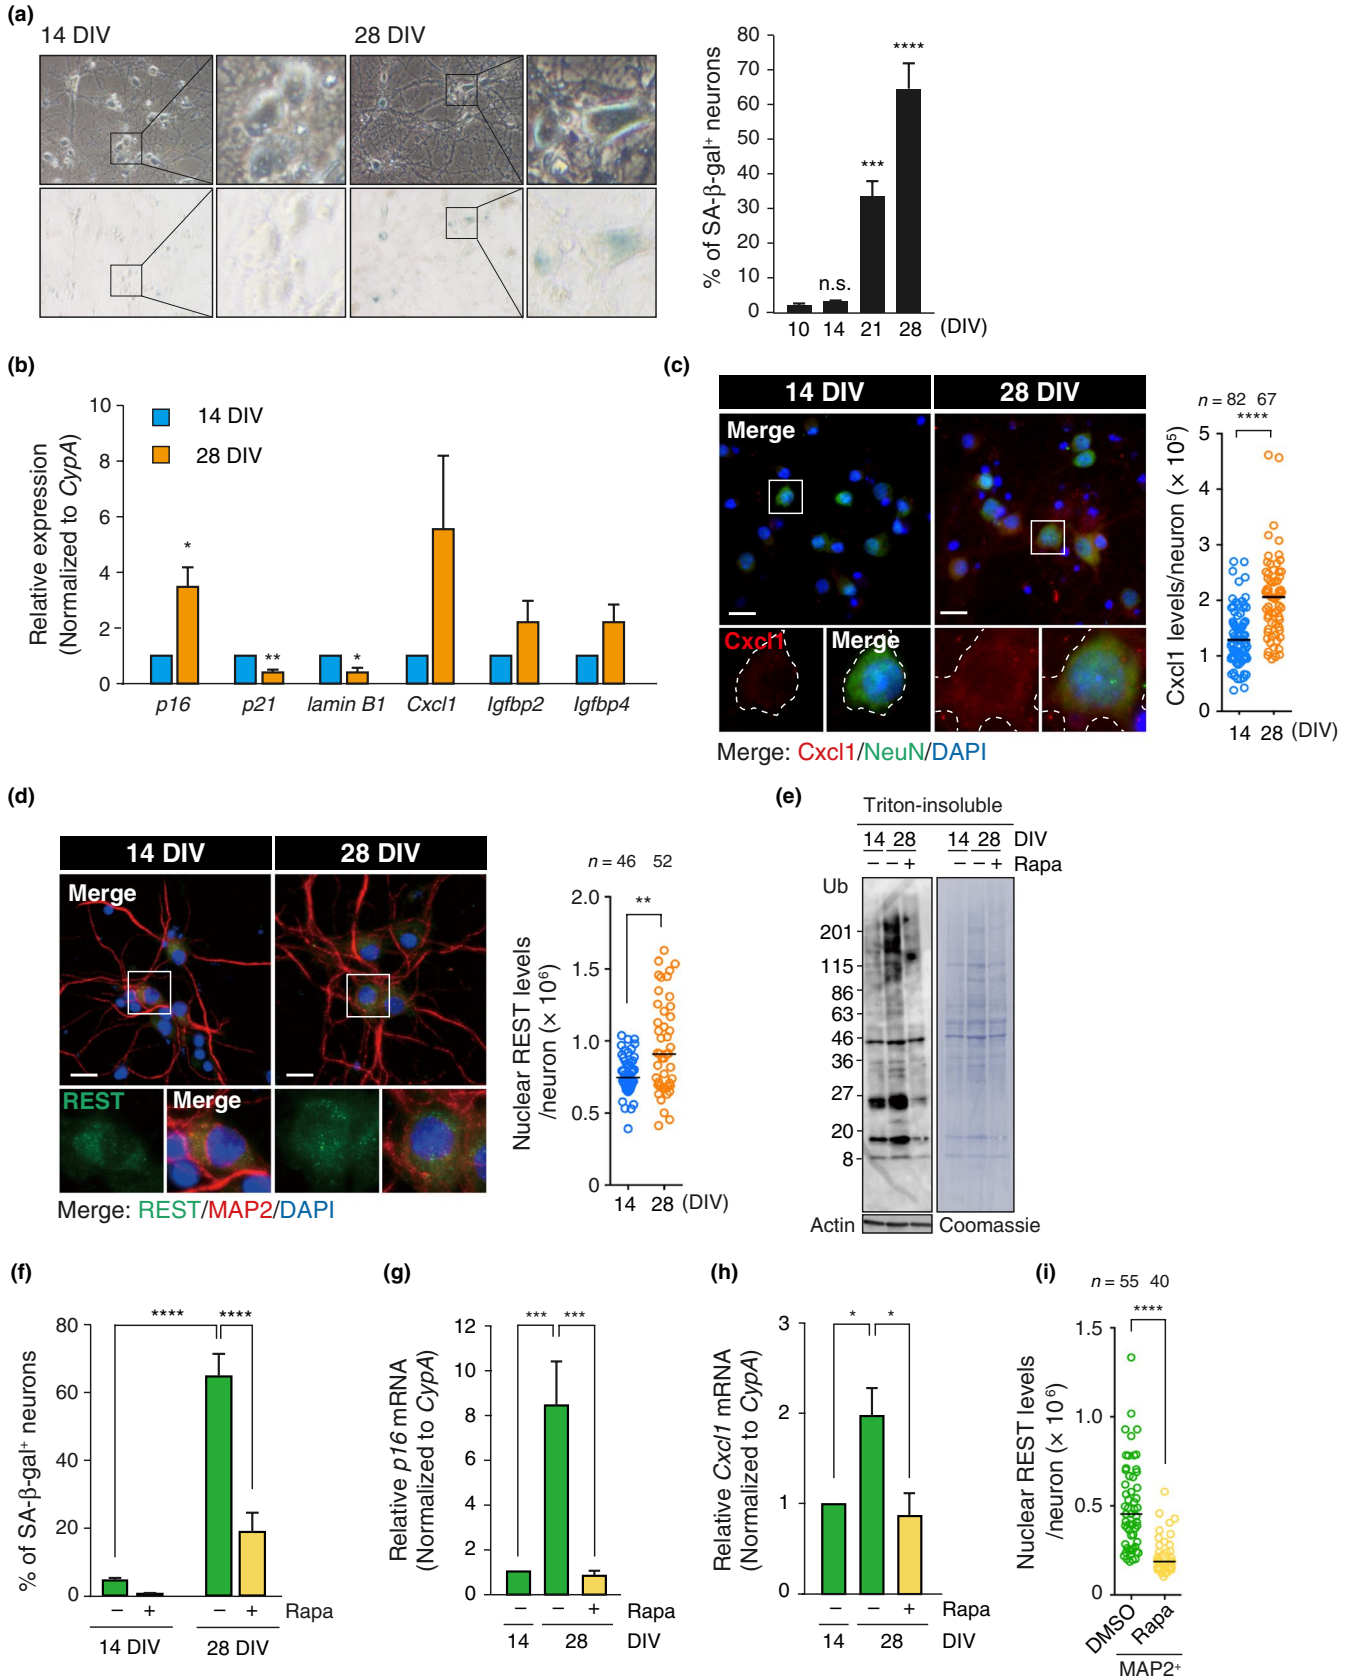 (a)
14 DIV
28 DIV
% of SA-β-gal⁺ neurons
80
70
60
50
40
30
20
10
0
n.s.
***
****
10 14 21 28 (DIV)
(b)
Relative expression
(Normalized to CypA)
10
8
6
4
2
0
14 DIV
28 DIV
*
**
*
p16 p21 lamin B1 Cxcl1 Igfbp2 Igfbp4
(c)
14 DIV
28 DIV
Merge
Cxcl1
Merge
Merge: Cxcl1/NeuN/DAPI
n = 82 67
****
Cxcl1 levels/neuron (× 10⁵)
5
4
3
2
1
0
14 28 (DIV)
(d)
14 DIV
28 DIV
Merge
REST
Merge
Merge: REST/MAP2/DAPI
n = 46 52
**
Nuclear REST levels
/neuron (× 10⁶)
2.0
1.5
1.0
0.5
0
14 28 (DIV)
(e)
Triton-insoluble
14 28 14 28 DIV
− − + − − + Rapa
Ub
201
115
86
63
46
36
27
20
8
Actin
Coomassie
(f)
% of SA-β-gal⁺ neurons
80
60
40
20
0
**** ****
− + − + Rapa
14 DIV 28 DIV
(g)
Relative p16 mRNA
(Normalized to CypA)
12
10
8
6
4
2
0
*** ***
− − + Rapa
14 28 DIV
(h)
Relative Cxcl1 mRNA
(Normalized to CypA)
3
2
1
0
* *
− − + Rapa
14 28 DIV
(i)
n = 55 40
****
Nuclear REST levels
/neuron (× 10⁶)
1.5
1.0
0.5
0
DMSO
Rapa
MAP2⁺